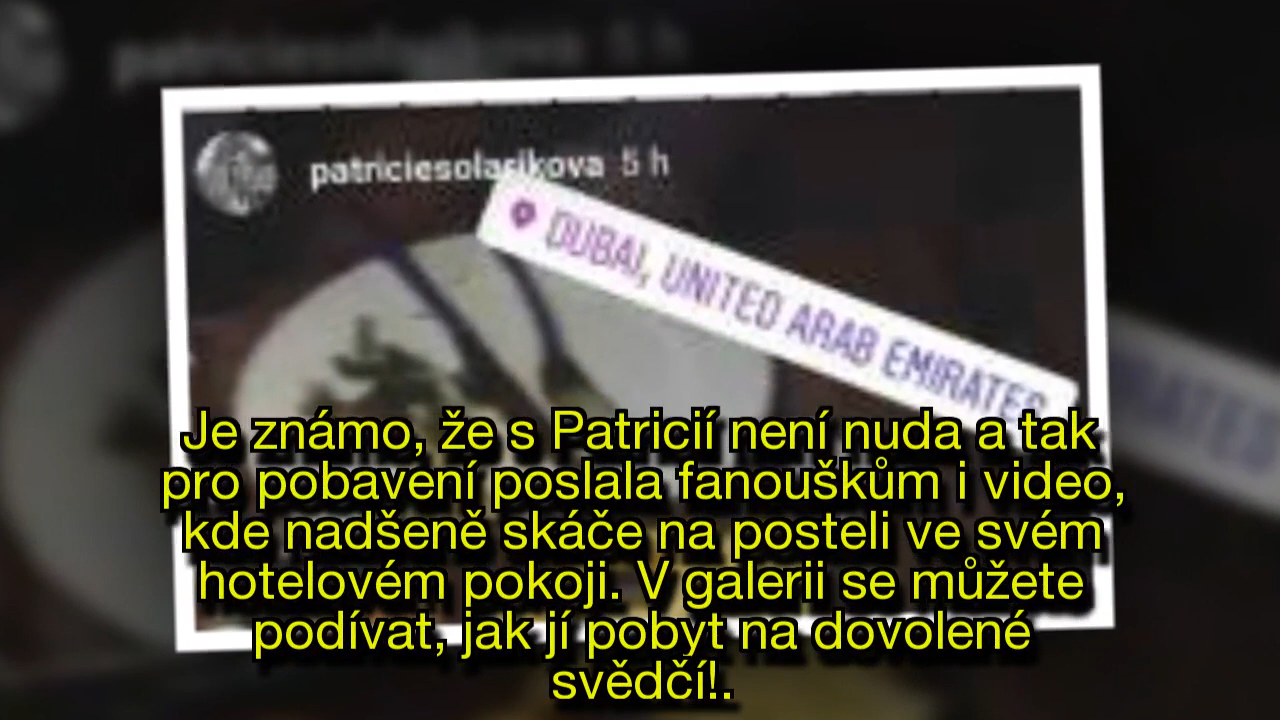 patriciesolarikova 5 h
DUBAI, UNITED ARAB EMIRATES
Je známo, že s Patricií není nuda a tak
pro pobavení poslala fanouškům i video,
kde nadšeně skáče na posteli ve svém
hotelovém pokoji. V galerii se můžete
podívat, jak jí pobyt na dovolené
svědčí!.